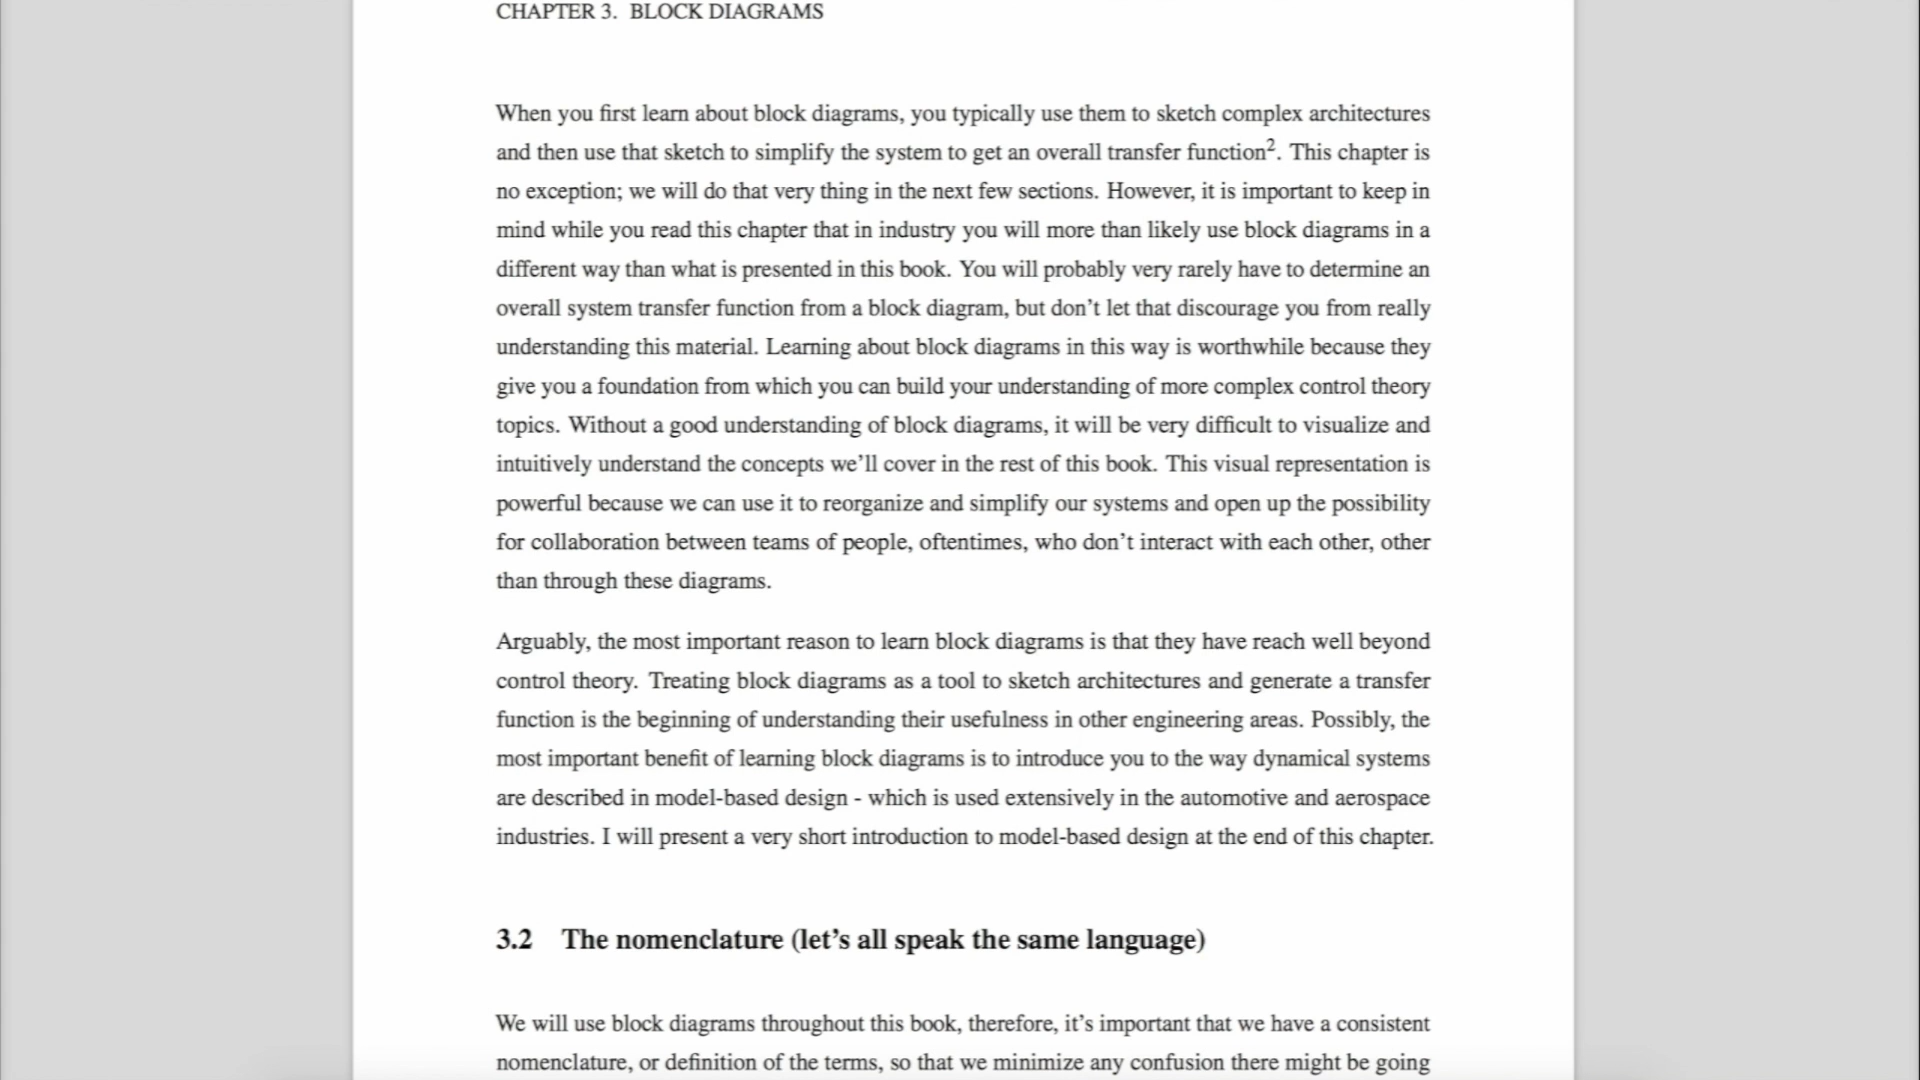 CHAPTER 3. BLOCK DIAGRAMS
When you first learn about block diagrams, you typically use them to sketch complex architectures
and then use that sketch to simplify the system to get an overall transfer function². This chapter is
no exception; we will do that very thing in the next few sections. However, it is important to keep in
mind while you read this chapter that in industry you will more than likely use block diagrams in a
different way than what is presented in this book. You will probably very rarely have to determine an
overall system transfer function from a block diagram, but don’t let that discourage you from really
understanding this material. Learning about block diagrams in this way is worthwhile because they
give you a foundation from which you can build your understanding of more complex control theory
topics. Without a good understanding of block diagrams, it will be very difficult to visualize and
intuitively understand the concepts we’ll cover in the rest of this book. This visual representation is
powerful because we can use it to reorganize and simplify our systems and open up the possibility
for collaboration between teams of people, oftentimes, who don’t interact with each other, other
than through these diagrams.
Arguably, the most important reason to learn block diagrams is that they have reach well beyond
control theory. Treating block diagrams as a tool to sketch architectures and generate a transfer
function is the beginning of understanding their usefulness in other engineering areas. Possibly, the
most important benefit of learning block diagrams is to introduce you to the way dynamical systems
are described in model-based design - which is used extensively in the automotive and aerospace
industries. I will present a very short introduction to model-based design at the end of this chapter.
3.2 The nomenclature (let’s all speak the same language)
We will use block diagrams throughout this book, therefore, it’s important that we have a consistent
nomenclature, or definition of the terms, so that we minimize any confusion there might be going